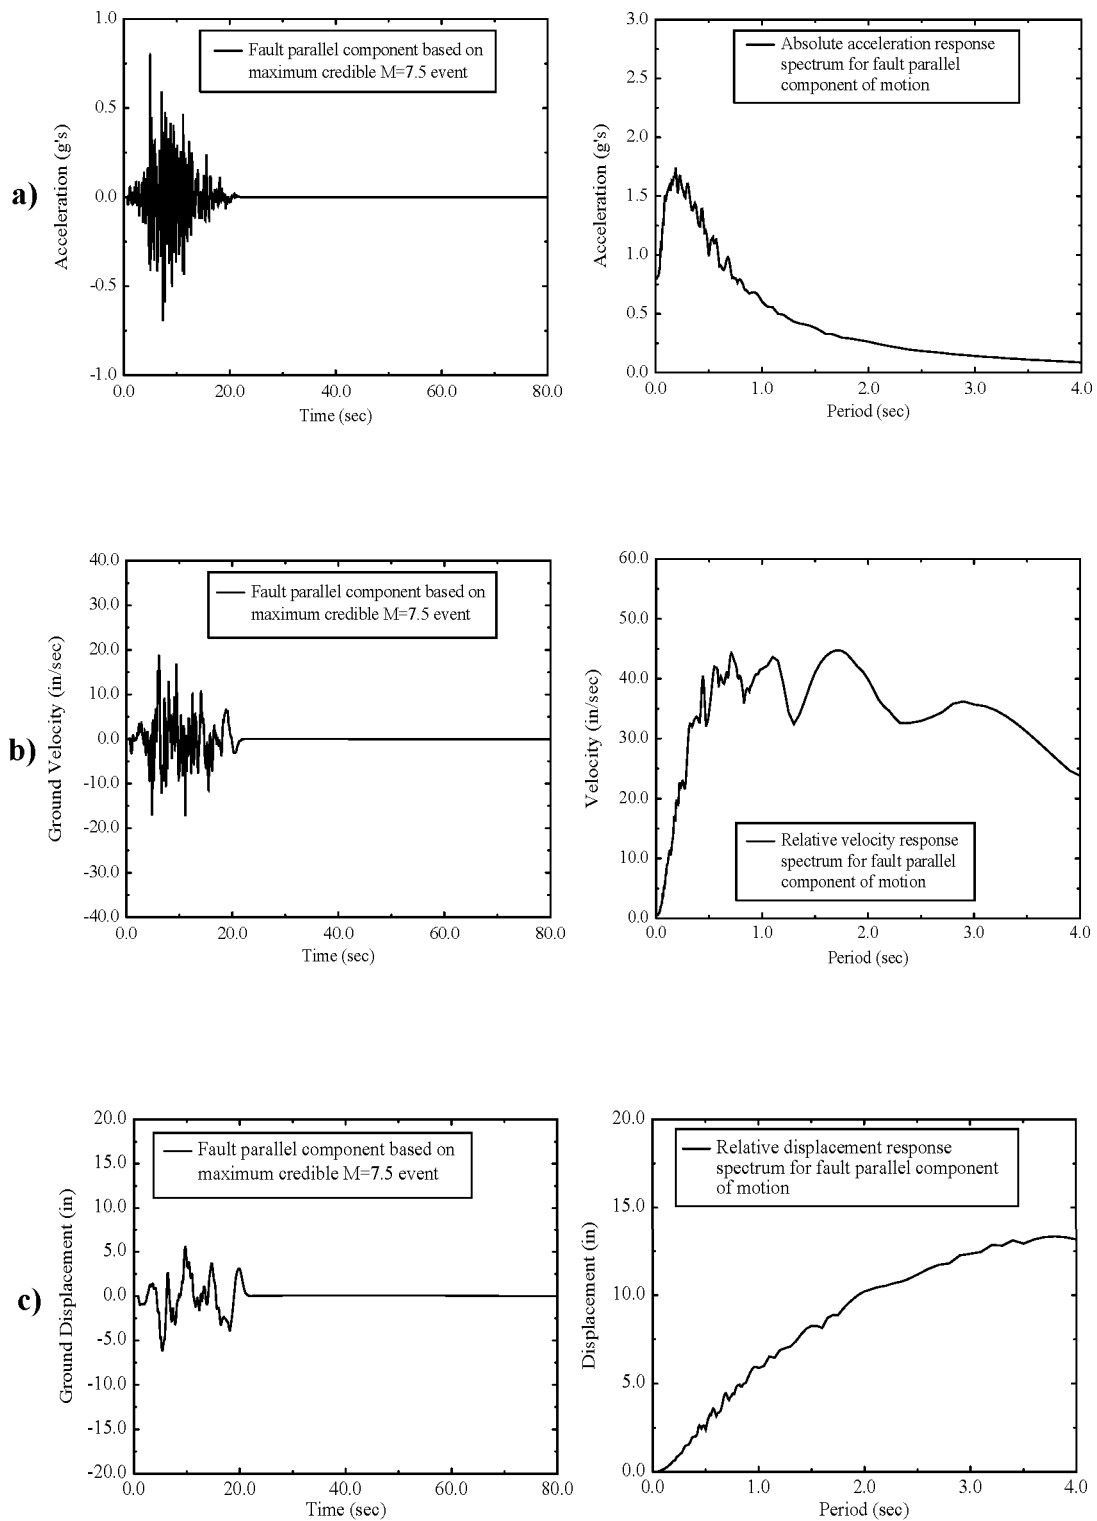 a)
Acceleration (g's)
1.0
0.5
0.0
-0.5
-1.0
Fault parallel component based on
maximum credible M=7.5 event
0.0 20.0 40.0 60.0 80.0
Time (sec)
Acceleration (g's)
3.0
2.5
2.0
1.5
1.0
0.5
0.0
Absolute acceleration response
spectrum for fault parallel
component of motion
0.0 1.0 2.0 3.0 4.0
Period (sec)
b)
Ground Velocity (in/sec)
40.0
30.0
20.0
10.0
0.0
-10.0
-20.0
-30.0
-40.0
Fault parallel component based on
maximum credible M=7.5 event
0.0 20.0 40.0 60.0 80.0
Time (sec)
Velocity (in/sec)
60.0
50.0
40.0
30.0
20.0
10.0
0.0
Relative velocity response
spectrum for fault parallel
component of motion
0.0 1.0 2.0 3.0 4.0
Period (sec)
c)
Ground Displacement (in)
20.0
15.0
10.0
5.0
0.0
-5.0
-10.0
-15.0
-20.0
Fault parallel component based on
maximum credible M=7.5 event
0.0 20.0 40.0 60.0 80.0
Time (sec)
Displacement (in)
20.0
15.0
10.0
5.0
0.0
Relative displacement response
spectrum for fault parallel component
of motion
0.0 1.0 2.0 3.0 4.0
Period (sec)